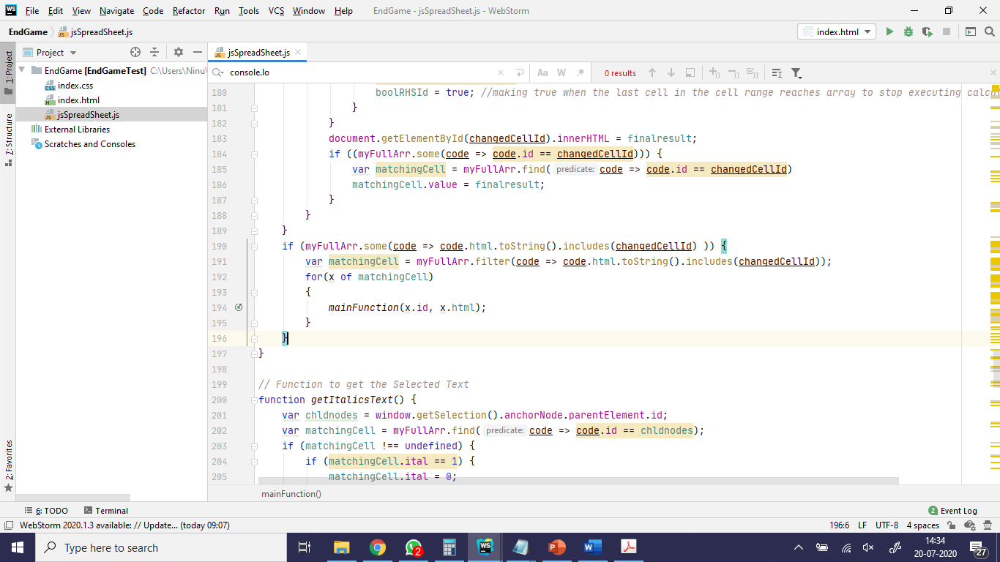 WS File Edit View Navigate Code Refactor Run Tools VCS Window Help EndGame - jsSpreadSheet.js - WebStorm
EndGame jsSpreadSheet.js index.html
1: Project
7: Structure
2: Favorites
Project
EndGame [EndGameTest] C:\Users\Ninu\
index.css
index.html
jsSpreadSheet.js
External Libraries
Scratches and Consoles
jsSpreadSheet.js
console.lo Aa W .* 0 results
180 boolRHSId = true; //making true when the last cell in the cell range reaches array to stop executing calcu
181 }
182 }
183 document.getElementById(changedCellId).innerHTML = finalresult;
184 if ((myFullArr.some(code => code.id == changedCellId))) {
185 var matchingCell = myFullArr.find( predicate: code => code.id == changedCellId)
186 matchingCell.value = finalresult;
187 }
188 }
189 }
190 if (myFullArr.some(code => code.html.toString().includes(changedCellId) )) {
191 var matchingCell = myFullArr.filter(code => code.html.toString().includes(changedCellId));
192 for(x of matchingCell)
193 {
194 mainFunction(x.id, x.html);
195 }
196 }
197 }
198
199 // Function to get the Selected Text
200 function getItalicsText() {
201 var chldnodes = window.getSelection().anchorNode.parentElement.id;
202 var matchingCell = myFullArr.find( predicate: code => code.id == chldnodes);
203 if (matchingCell !== undefined) {
204 if (matchingCell.ital == 1) {
205 matchingCell.ital = 0;
mainFunction()
6: TODO Terminal 2 Event Log
WebStorm 2020.1.3 available: // Update... (today 09:07) 196:6 LF UTF-8 4 spaces
Type here to search 2 14:34
20-07-2020 27